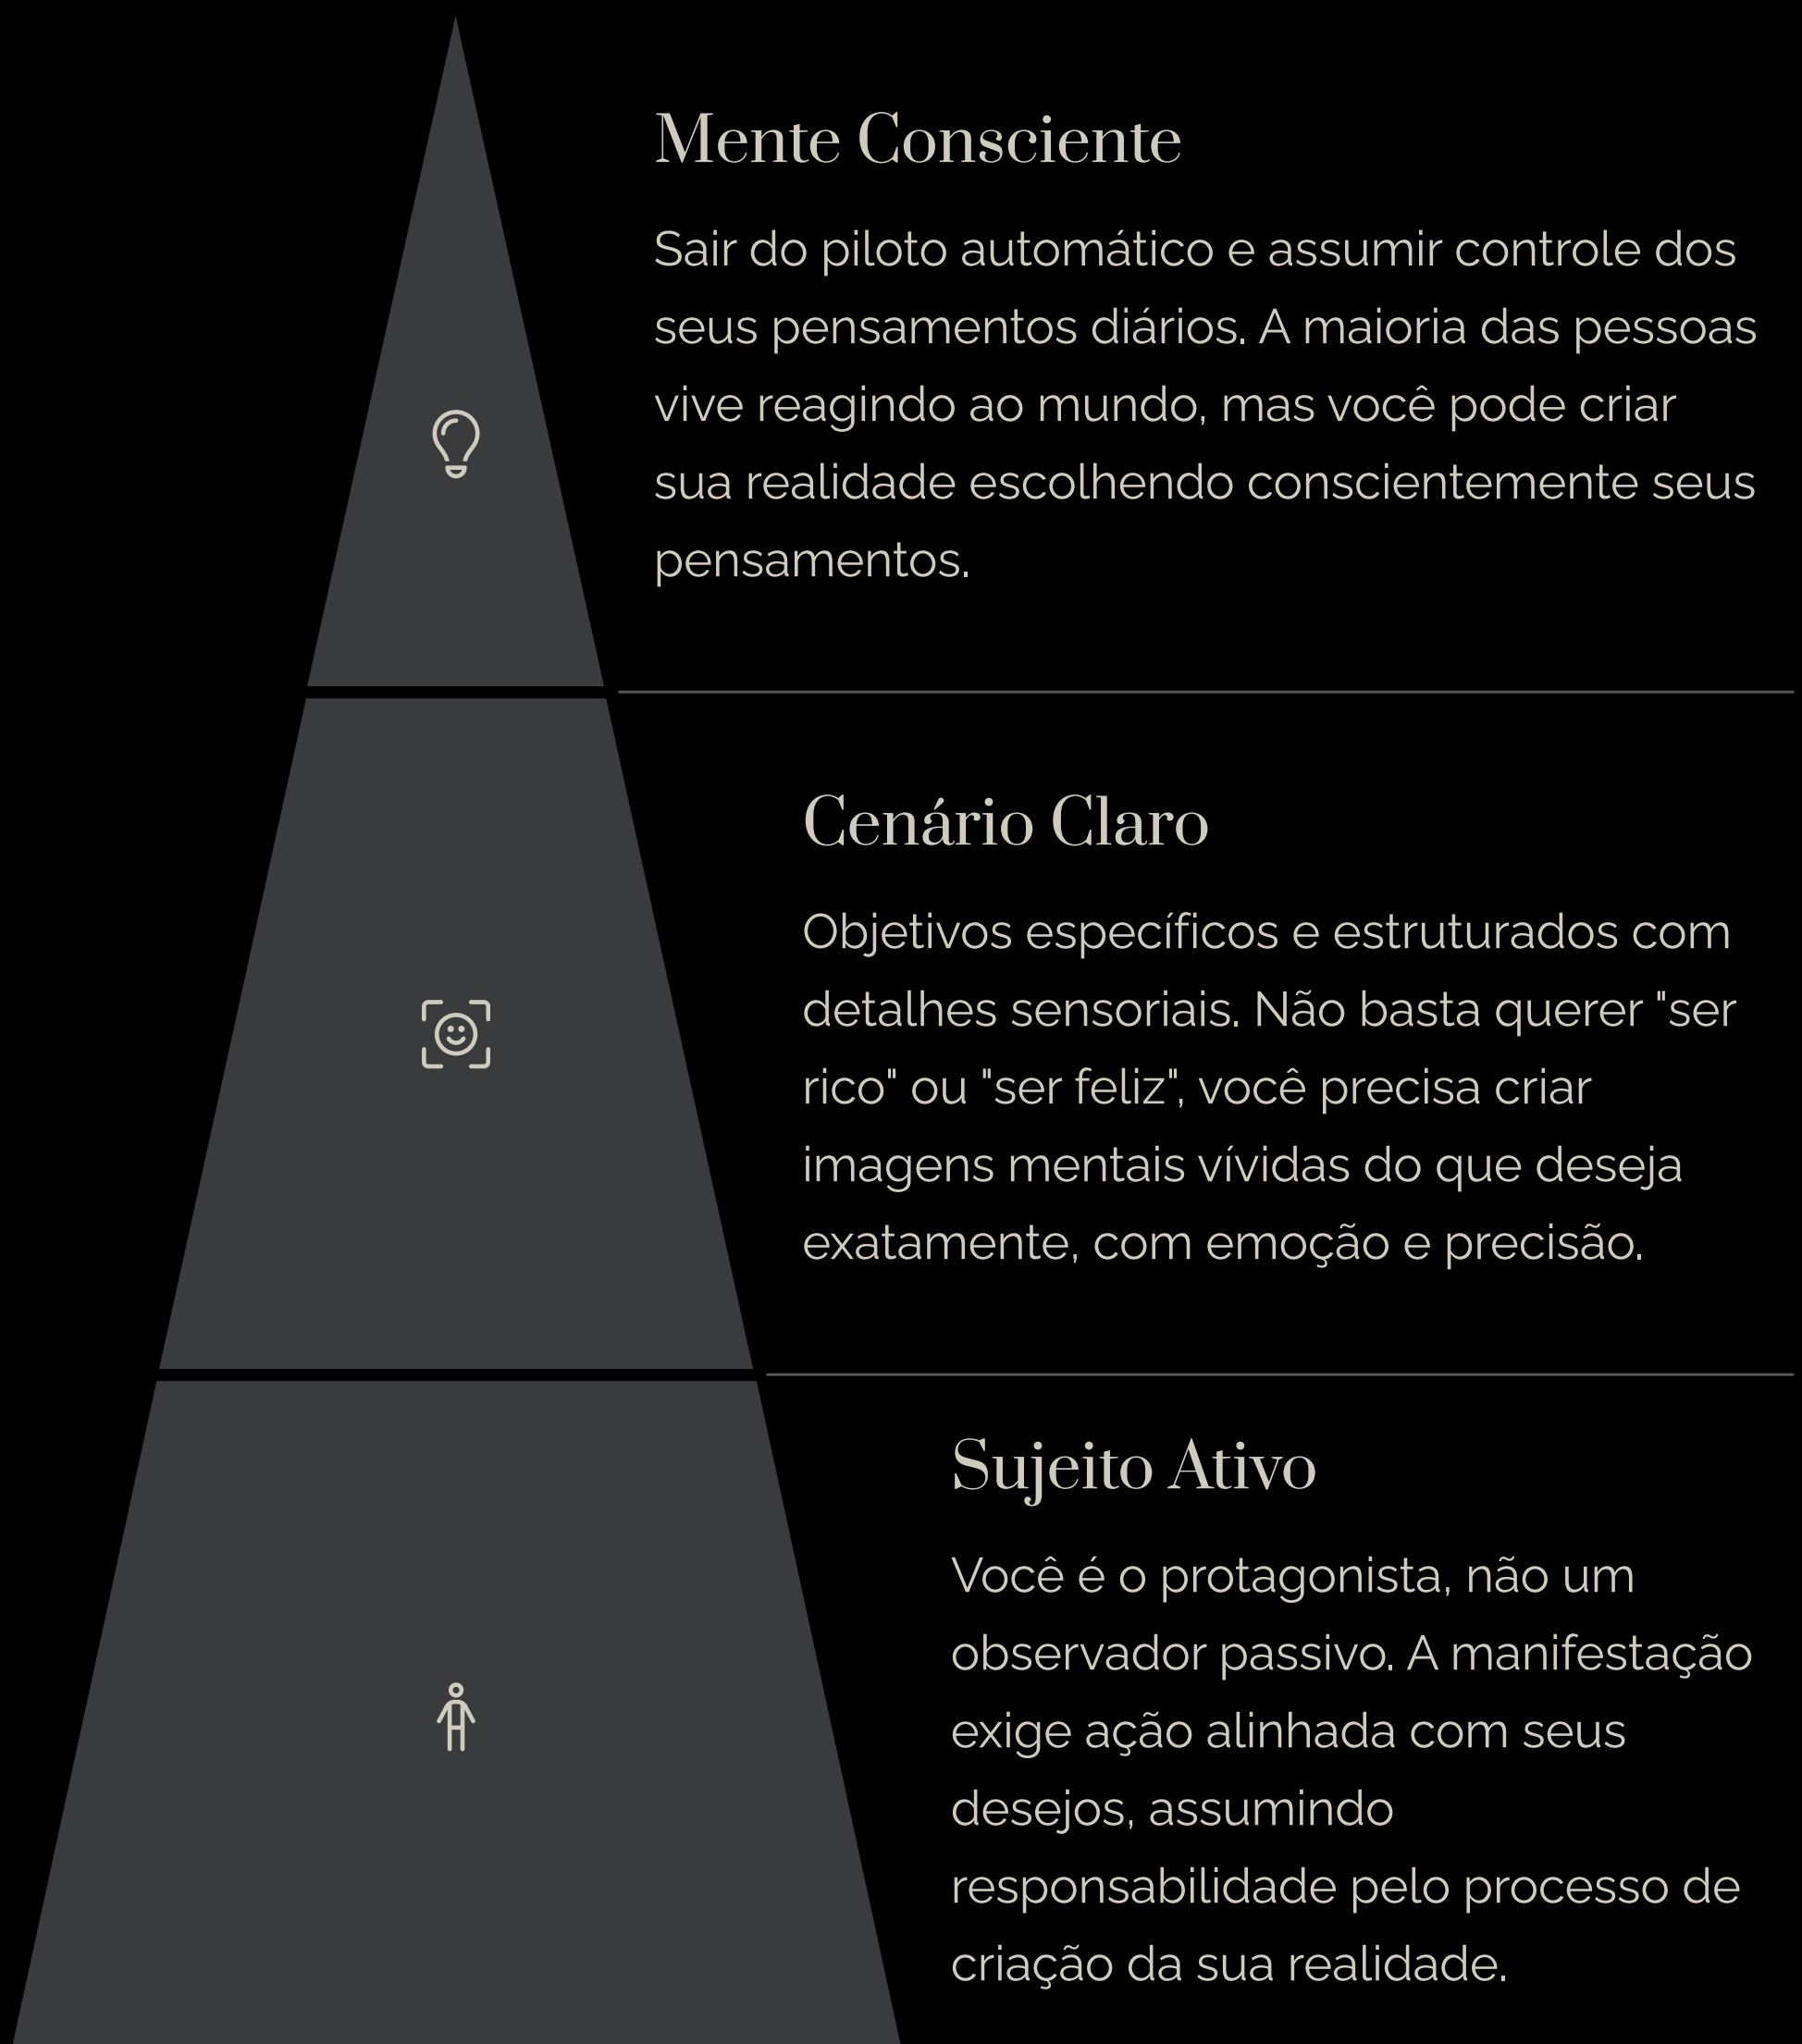 Mente Consciente
Sair do piloto automático e assumir controle dos
seus pensamentos diários. A maioria das pessoas
vive reagindo ao mundo, mas você pode criar
sua realidade escolhendo conscientemente seus
pensamentos.
Cenário Claro
Objetivos específicos e estruturados com
detalhes sensoriais. Não basta querer "ser
rico" ou "ser feliz", você precisa criar
imagens mentais vívidas do que deseja
exatamente, com emoção e precisão.
Sujeito Ativo
Você é o protagonista, não um
observador passivo. A manifestação
exige ação alinhada com seus
desejos, assumindo
responsabilidade pelo processo de
criação da sua realidade.